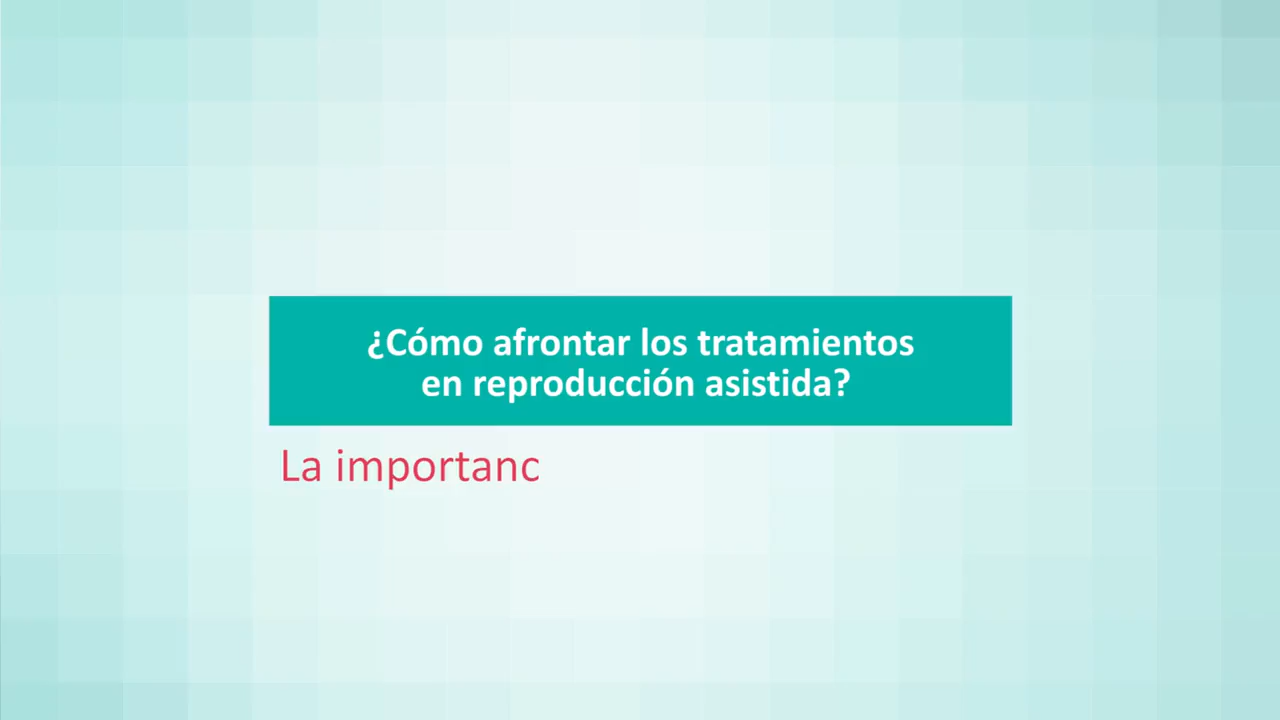 ¿Cómo afrontar los tratamientos
en reproducción asistida?
La importanc